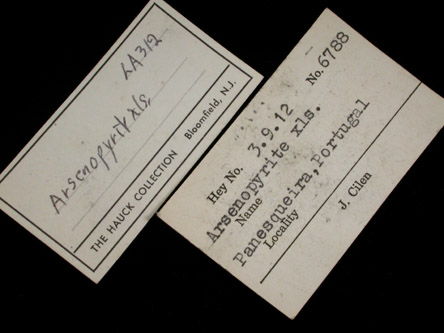 LA312
Arsenopyrite xls,
THE HAUCK COLLECTION Bloomfield, N.J.
Hey No. 3.9.12 No. 6788
Arsenopyrite xls.
Name
Panesqueira, Portugal
Locality
J. Cilen